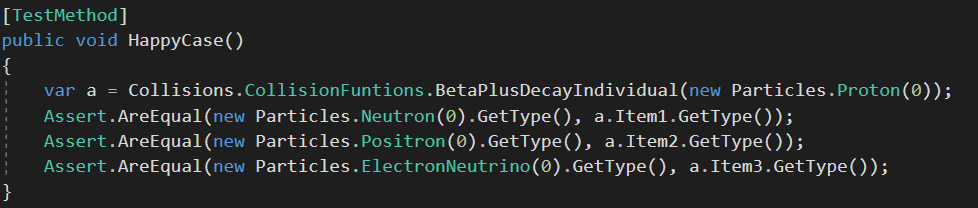 [TestMethod]
public void HappyCase()
{
var a = Collisions.CollisionFuntions.BetaPlusDecayIndividual(new Particles.Proton(0));
Assert.AreEqual(new Particles.Neutron(0).GetType(), a.Item1.GetType());
Assert.AreEqual(new Particles.Positron(0).GetType(), a.Item2.GetType());
Assert.AreEqual(new Particles.ElectronNeutrino(0).GetType(), a.Item3.GetType());
}